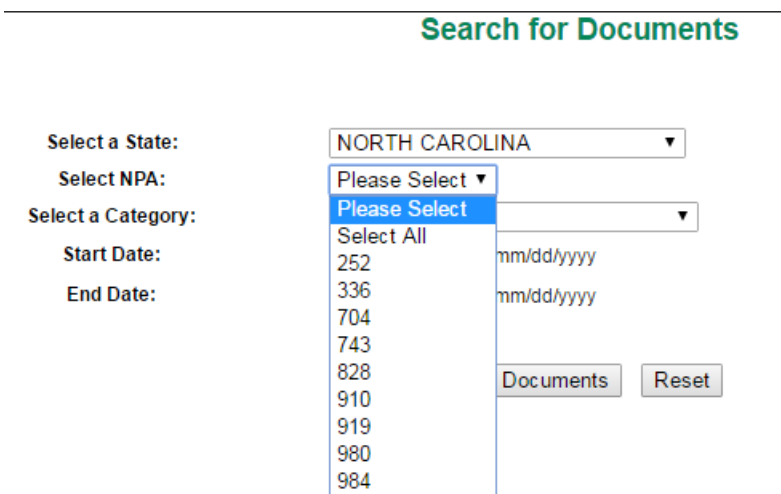 Search for Documents
Select a State:
NORTH CAROLINA
Select NPA:
Please Select
Please Select
Select a Category:
Select All
Start Date:
252
mm/dd/yyyy
End Date:
336
mm/dd/yyyy
704
743
828
Documents
Reset
910
919
980
984